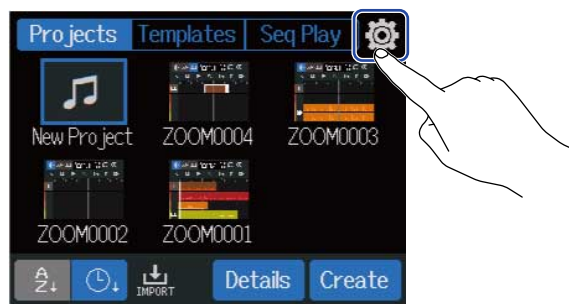 Projects Templates Seq Play
New Project ZOOM0004 ZOOM0003
ZOOM0002 ZOOM0001
A Z↓ ↓ IMPORT Details Create